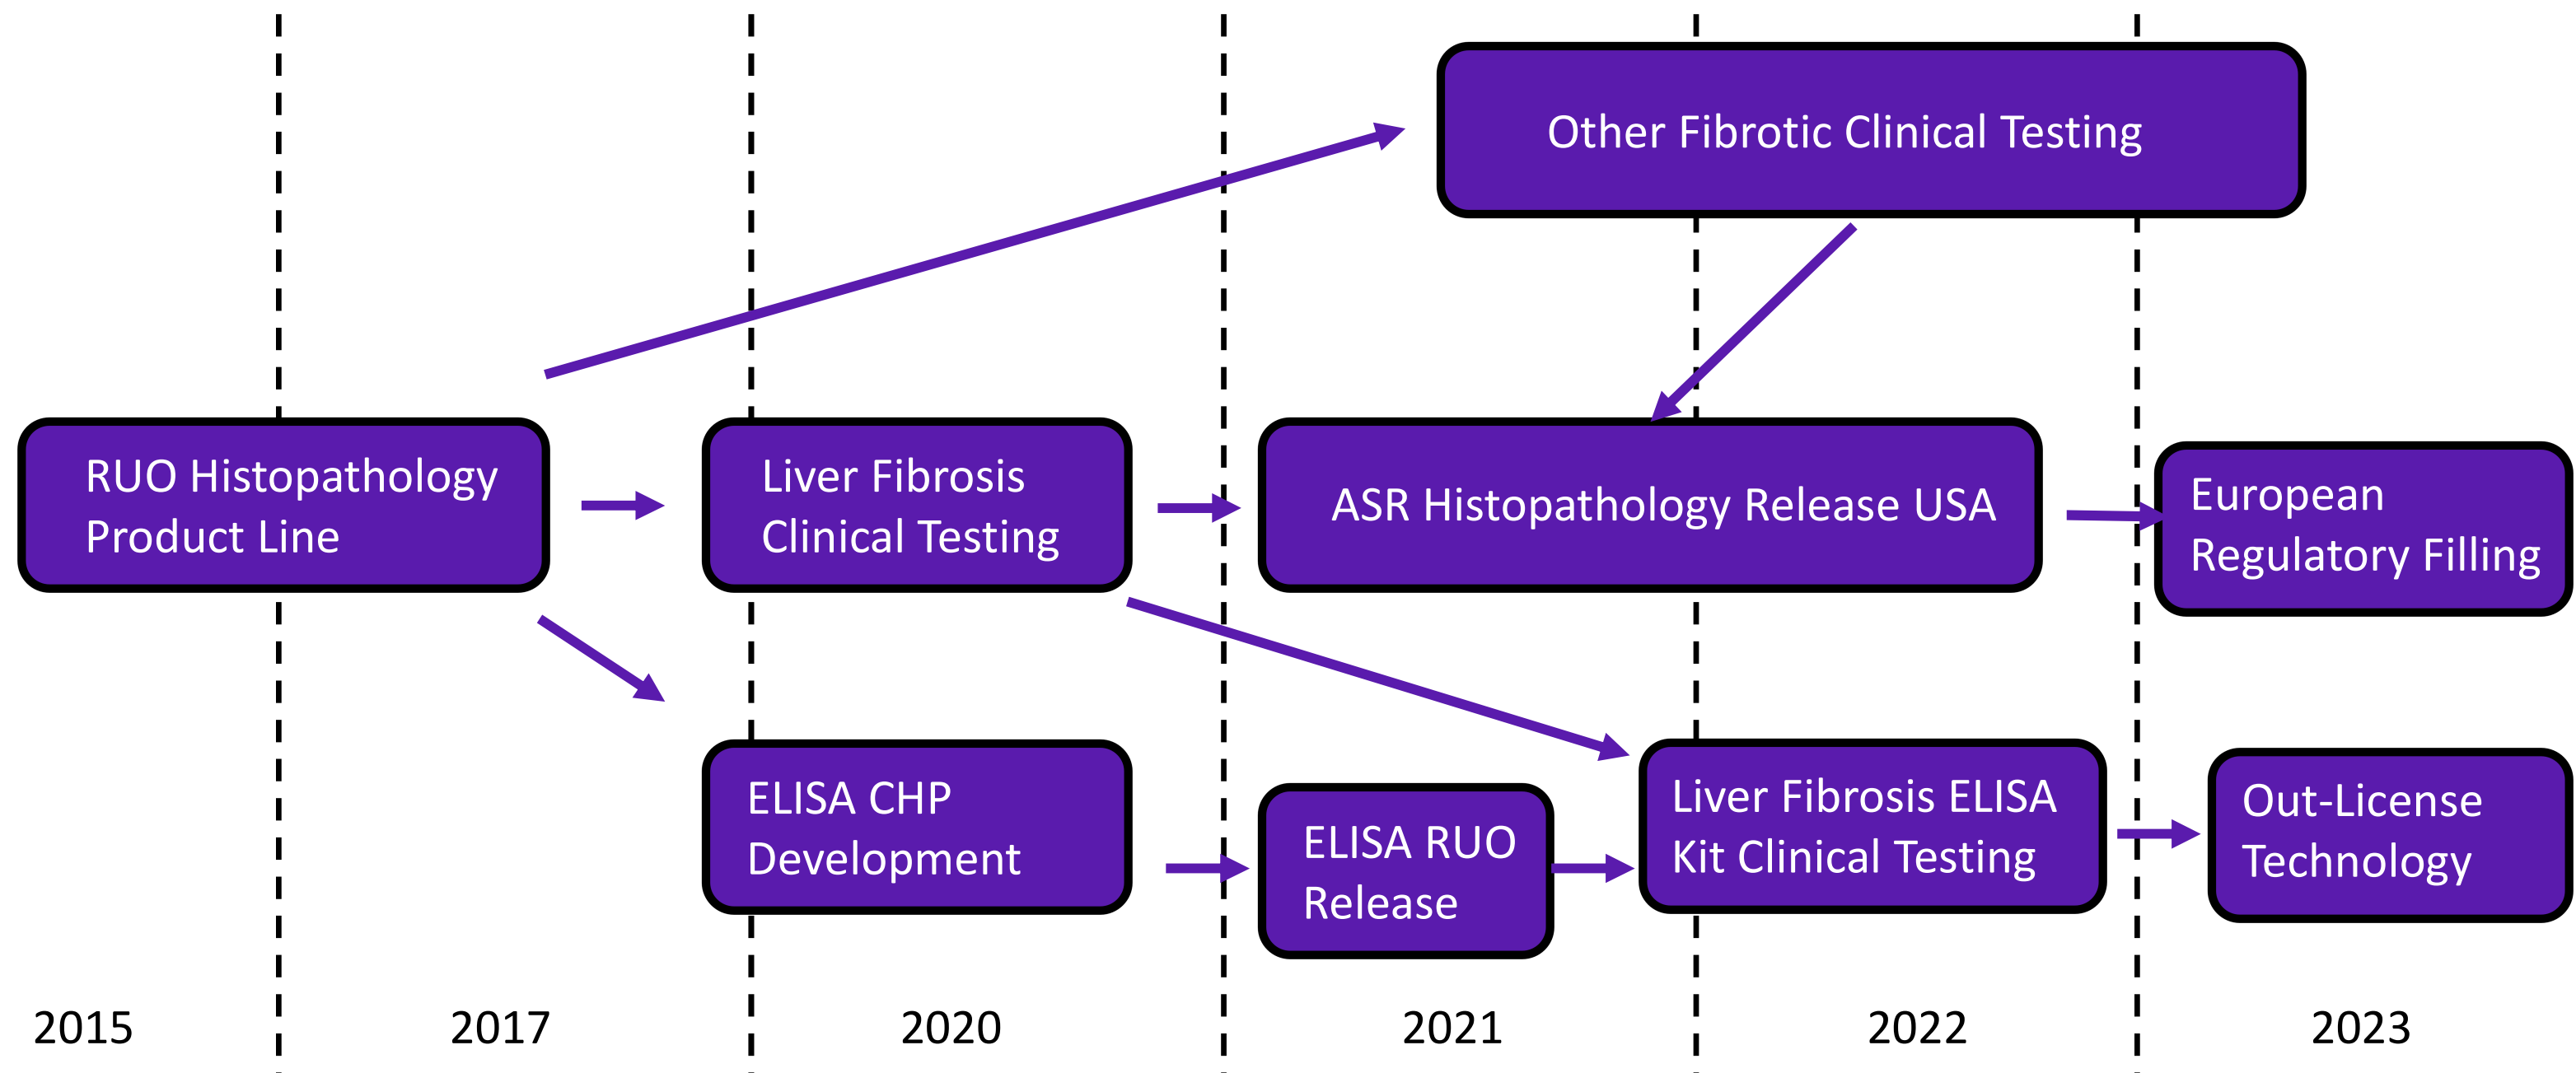 Other Fibrotic Clinical Testing
RUO Histopathology
Product Line
Liver Fibrosis
Clinical Testing
ASR Histopathology Release USA
European
Regulatory Filling
ELISA CHP
Development
ELISA RUO
Release
Liver Fibrosis ELISA
Kit Clinical Testing
Out-License
Technology
2015
2017
2020
2021
2022
2023